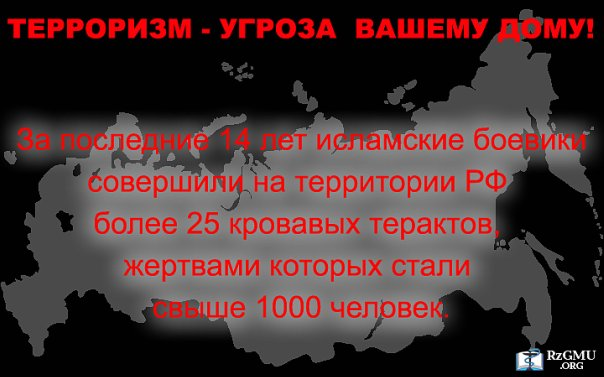 ТЕРРОРИЗМ - УГРОЗА ВАШЕМУ ДОМУ!
За последние 14 лет исламские боевики
совершили на территории РФ
более 25 кровавых терактов,
жертвами которых стали
свыше 1000 человек.
RzGMU
.ORG